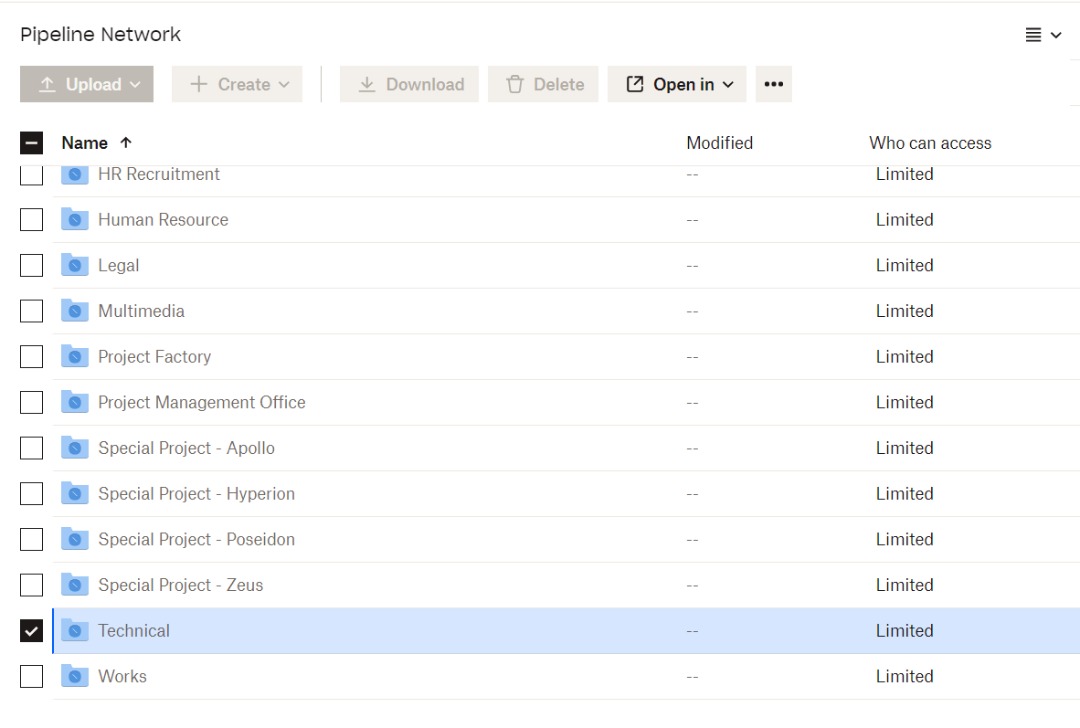 Pipeline Network
Upload Create Download Delete Open in
Name Modified Who can access
HR Recruitment -- Limited
Human Resource -- Limited
Legal -- Limited
Multimedia -- Limited
Project Factory -- Limited
Project Management Office -- Limited
Special Project - Apollo -- Limited
Special Project - Hyperion -- Limited
Special Project - Poseidon -- Limited
Special Project - Zeus -- Limited
Technical -- Limited
Works -- Limited